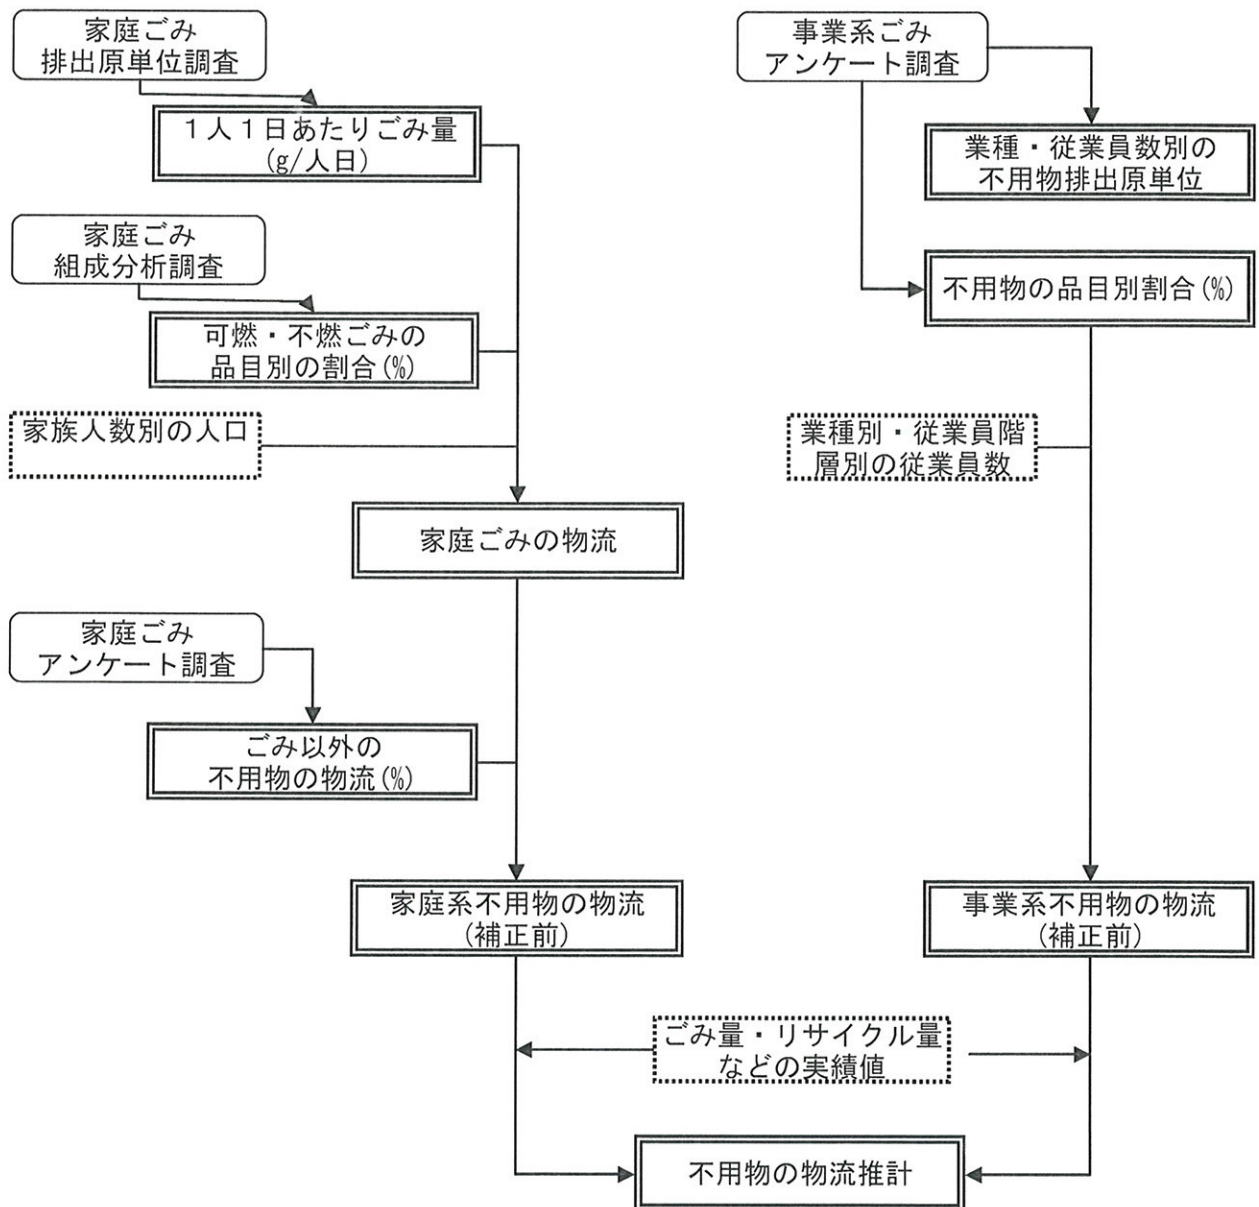 家庭ごみ
排出原単位調査
１人１日あたりごみ量
(g/人日)
家庭ごみ
組成分析調査
可燃・不燃ごみの
品目別の割合(%)
家族人数別の人口
家庭ごみの物流
家庭ごみ
アンケート調査
ごみ以外の
不用物の物流(%)
家庭系不用物の物流
(補正前)
事業系ごみ
アンケート調査
業種・従業員数別の
不用物排出原単位
不用物の品目別割合(%)
業種別・従業員階
層別の従業員数
事業系不用物の物流
(補正前)
ごみ量・リサイクル量
などの実績値
不用物の物流推計